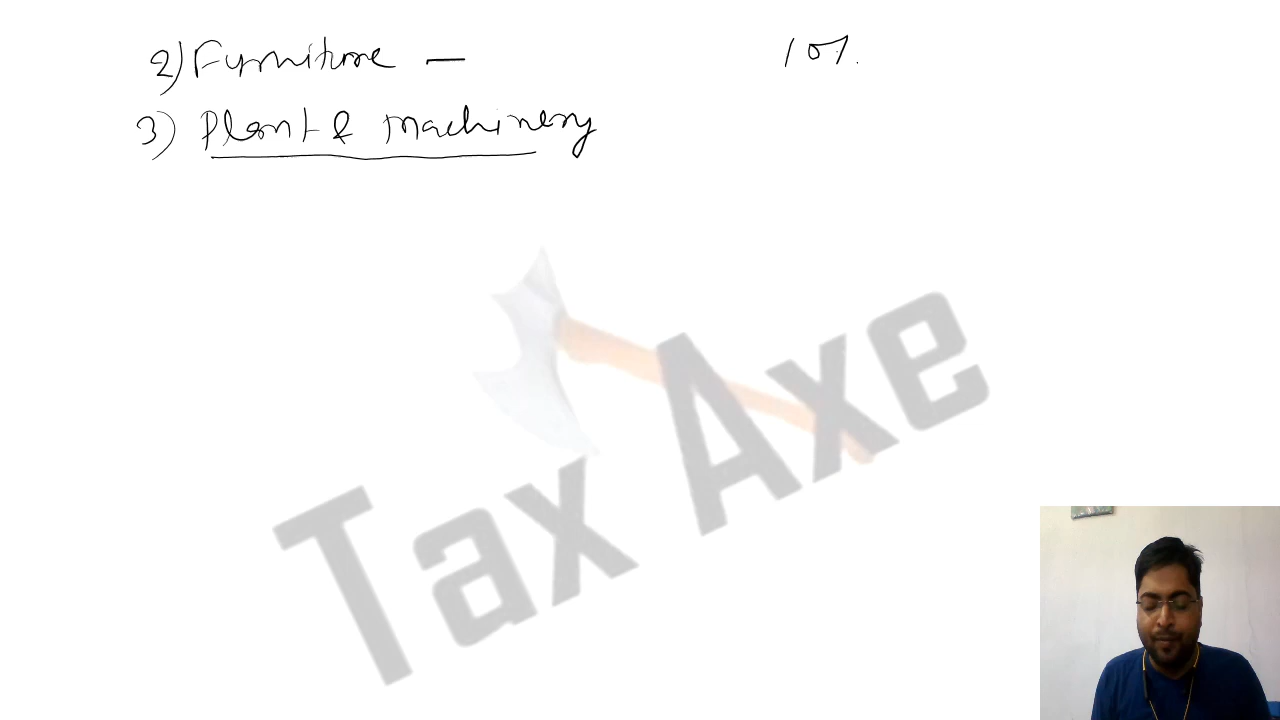 2) Furniture — 10%.
3) Plant & Machinery
Tax Axe